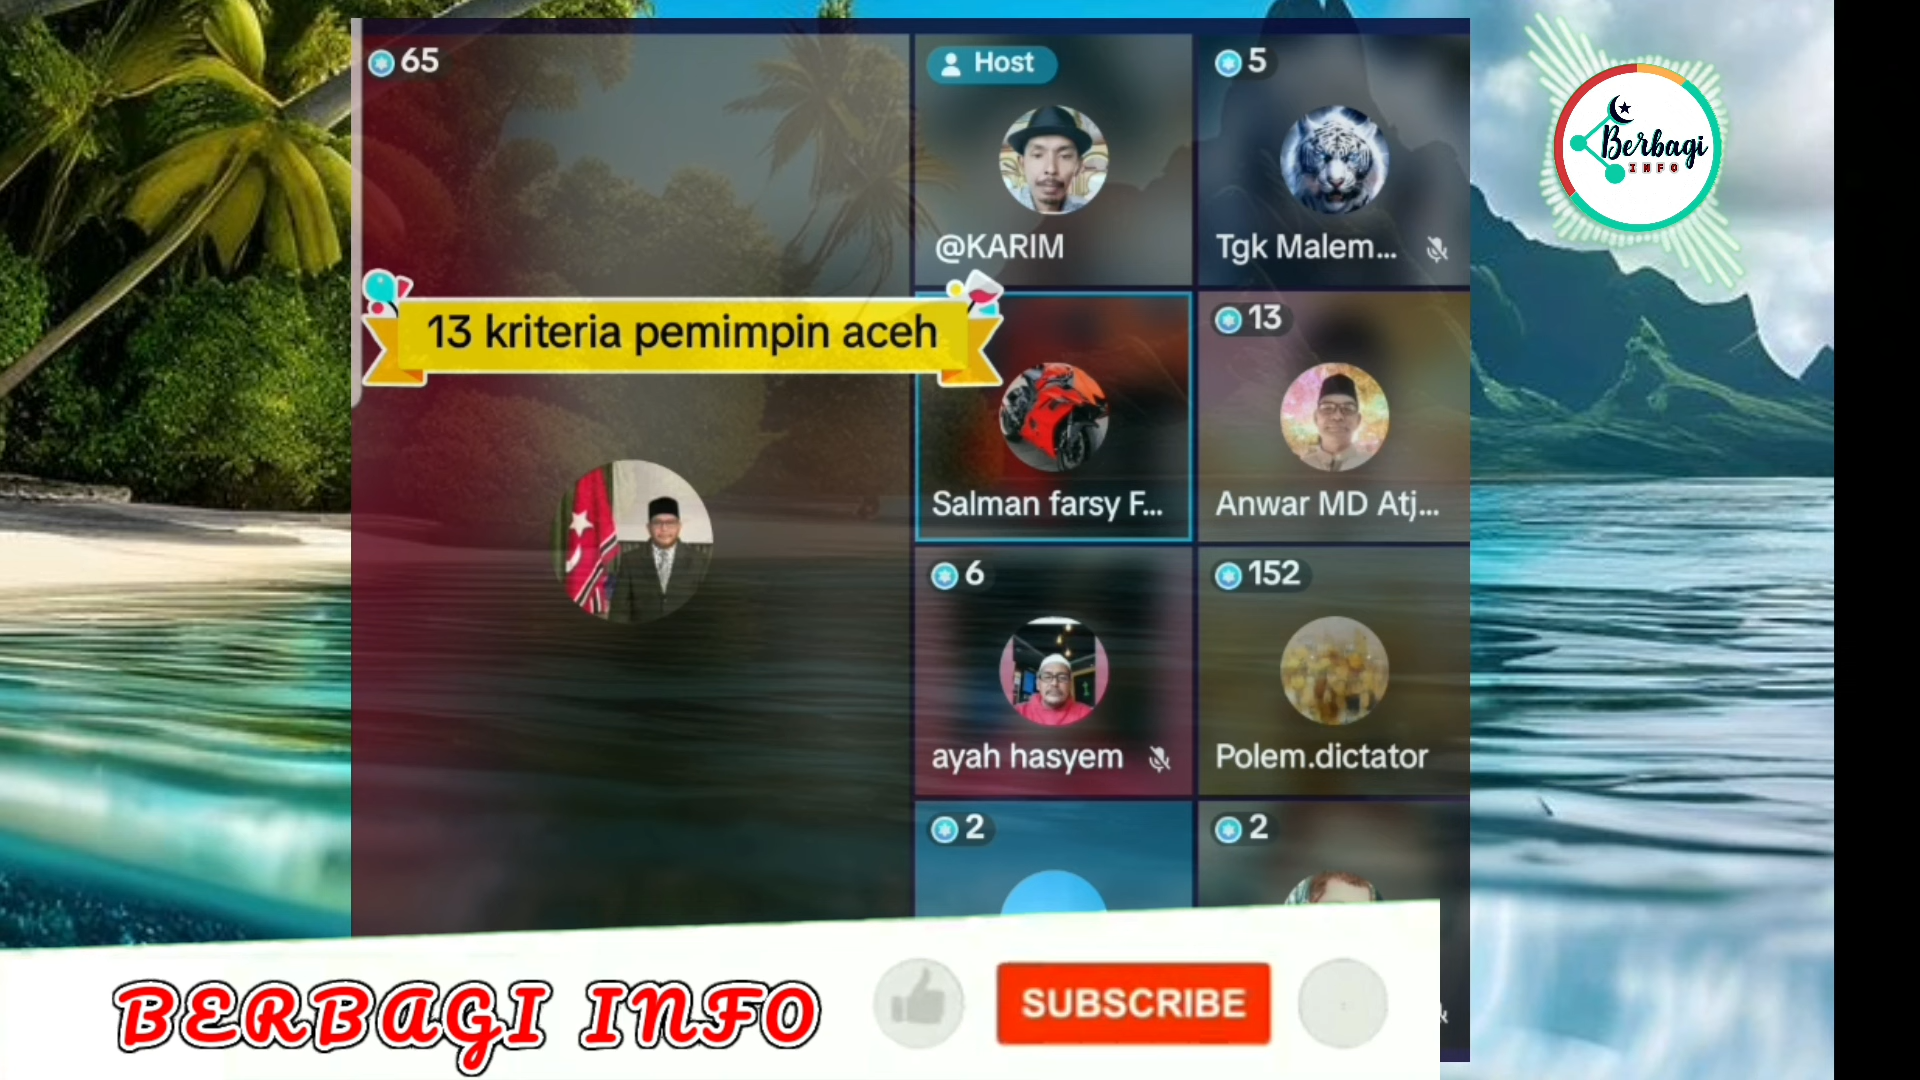 65
Host
5
Berbagi
INFO
@KARIM
Tgk Malem...
13 kriteria pemimpin aceh
13
Salman farsy F...
Anwar MD Atj...
6
152
ayah hasyem
Polem.dictator
2
2
BERBAGI INFO
SUBSCRIBE